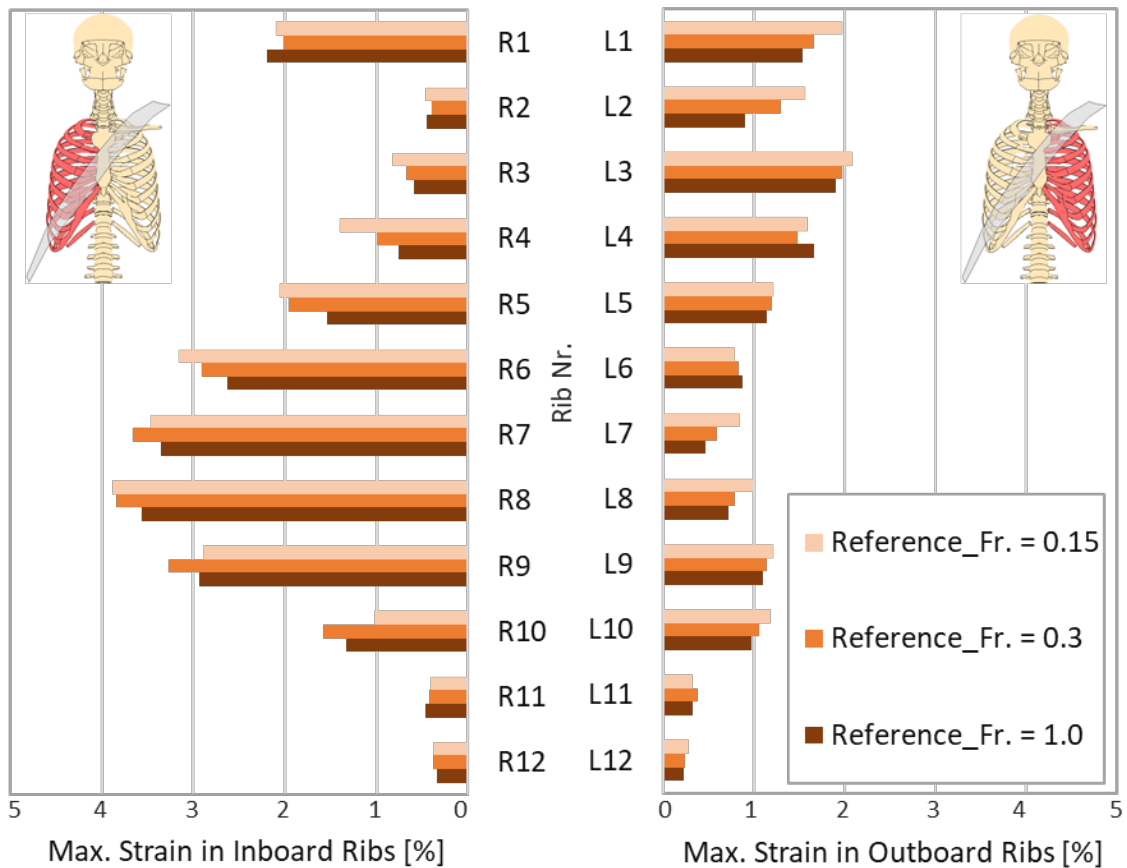 R1
R2
R3
R4
R5
R6
R7
R8
R9
R10
R11
R12
5 4 3 2 1 0
Max. Strain in Inboard Ribs [%]
Rib Nr.
L1
L2
L3
L4
L5
L6
L7
L8
L9
L10
L11
L12
0 1 2 3 4 5
Max. Strain in Outboard Ribs [%]
Reference_Fr. = 0.15
Reference_Fr. = 0.3
Reference_Fr. = 1.0